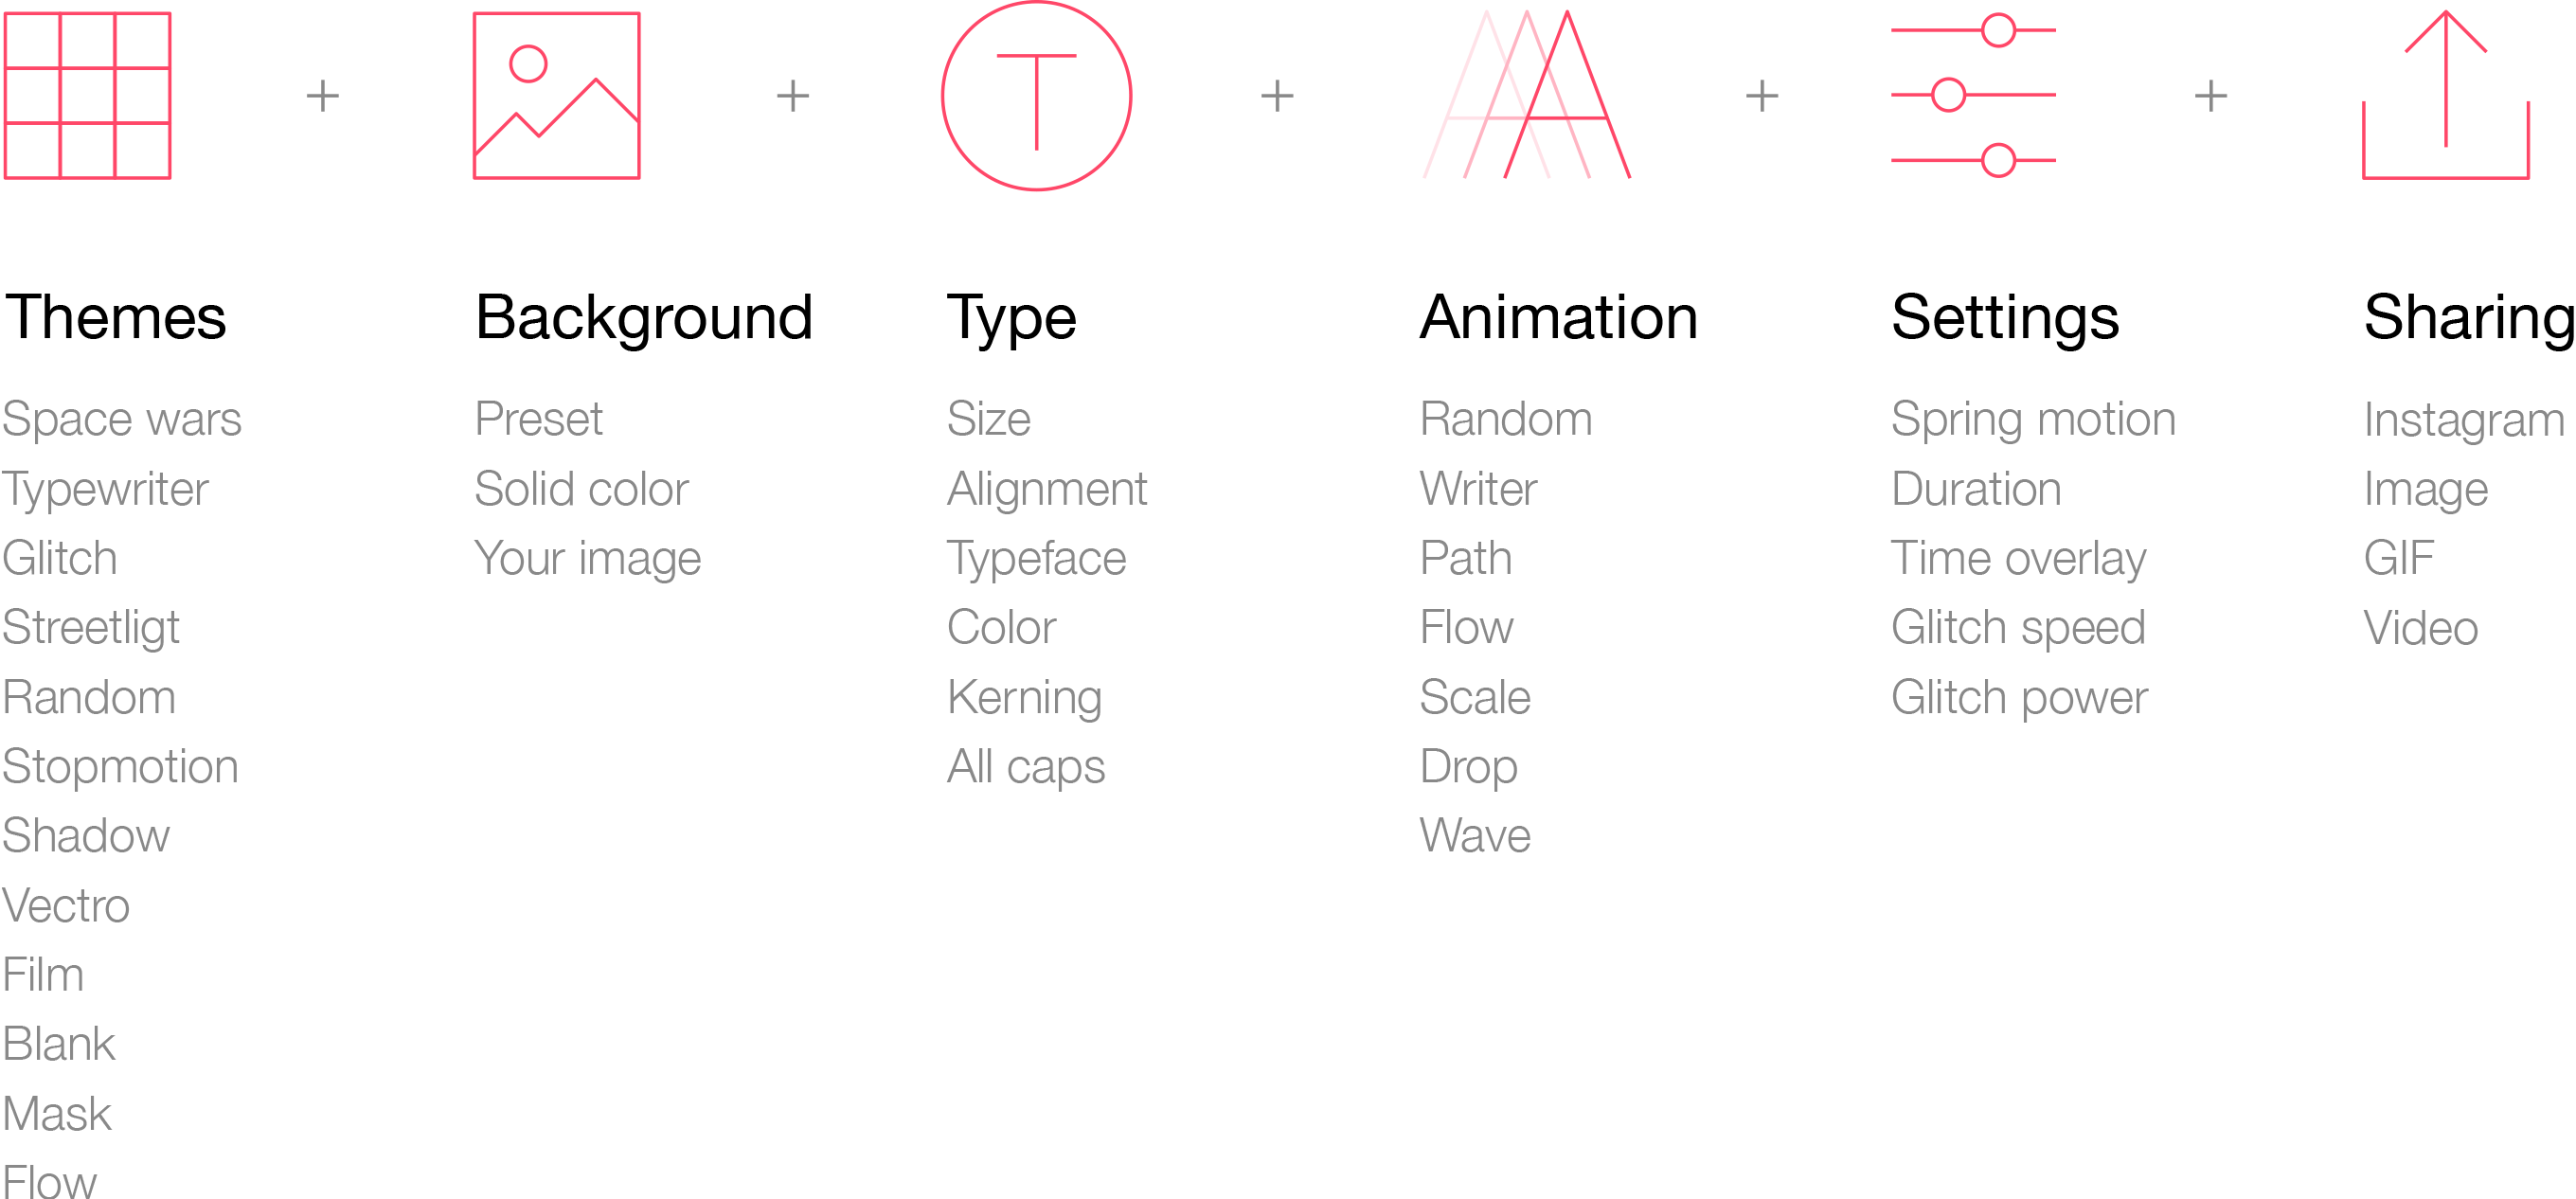 Themes
Space wars
Typewriter
Glitch
Streetligt
Random
Stopmotion
Shadow
Vectro
Film
Blank
Mask
Flow
Background
Preset
Solid color
Your image
T
Type
Size
Alignment
Typeface
Color
Kerning
All caps
Animation
Random
Writer
Path
Flow
Scale
Drop
Wave
Settings
Spring motion
Duration
Time overlay
Glitch speed
Glitch power
Sharing
Instagram
Image
GIF
Video